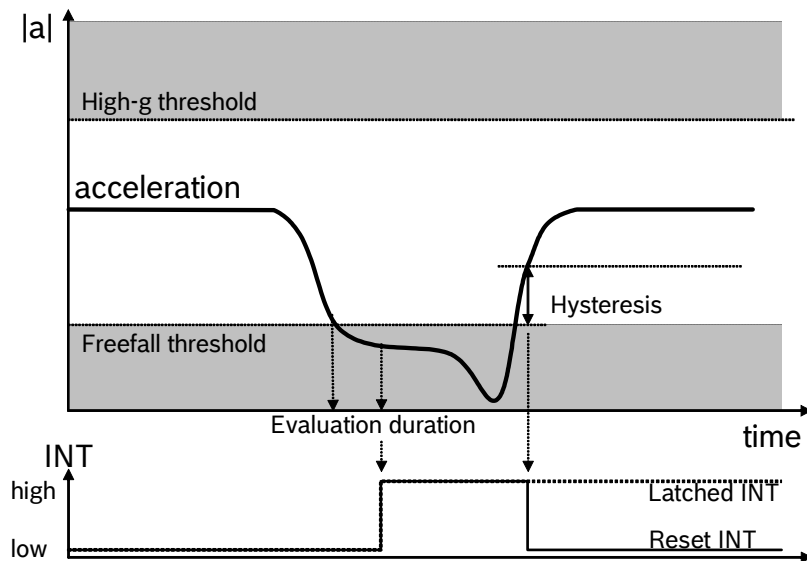 |a|
High-g threshold
acceleration
Hysteresis
Freefall threshold
Evaluation duration
time
INT
high
Latched INT
low
Reset INT